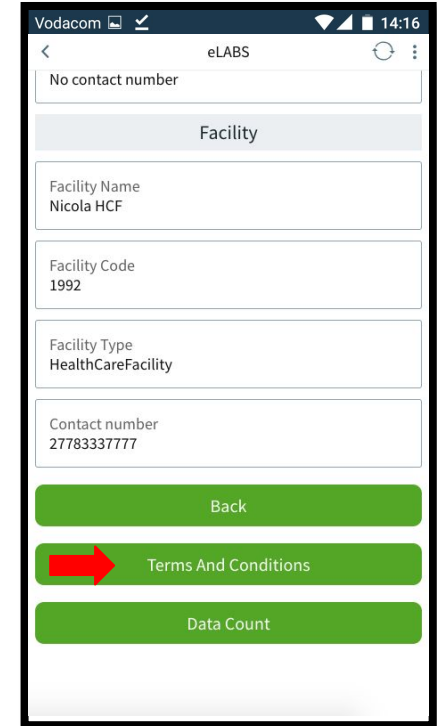 Vodacom 14:16
eLABS
No contact number
Facility
Facility Name
Nicola HCF
Facility Code
1992
Facility Type
HealthCareFacility
Contact number
27783337777
Back
Terms And Conditions
Data Count